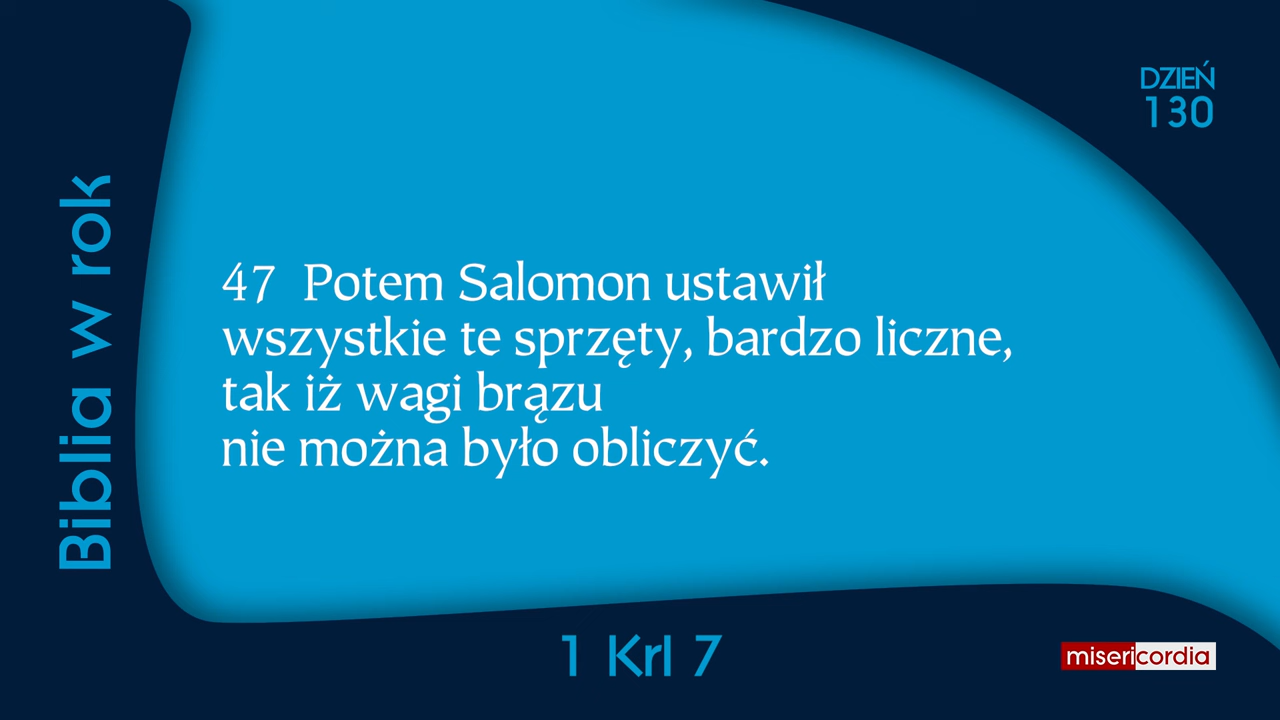 DZIEŃ
130
Biblia w rok
47 Potem Salomon ustawił
wszystkie te sprzęty, bardzo liczne,
tak iż wagi brązu
nie można było obliczyć.
1 Krl 7
misericordia